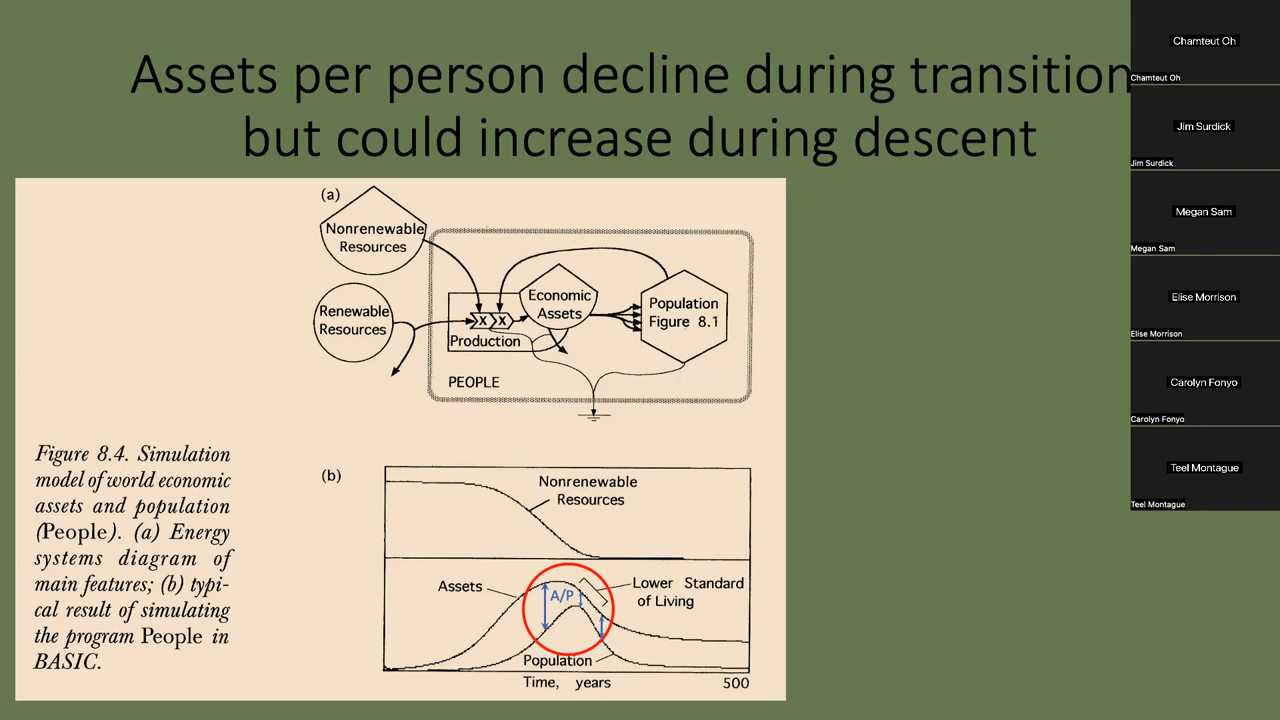 Assets per person decline during transition
but could increase during descent
(a)
Nonrenewable
Resources
Renewable
Resources
Economic
Assets
Population
Figure 8.1
X X
Production
PEOPLE
Figure 8.4. Simulation
model of world economic
assets and population
(People). (a) Energy
systems diagram of
main features; (b) typi-
cal result of simulating
the program People in
BASIC.
(b)
Nonrenewable
Resources
Assets
A/P
Lower Standard
of Living
Population
Time, years
500
Chamteut Oh
Chamteut Oh
Jim Surdick
Jim Surdick
Megan Sam
Megan Sam
Elise Morrison
Elise Morrison
Carolyn Fonyo
Carolyn Fonyo
Teel Montague
Teel Montague